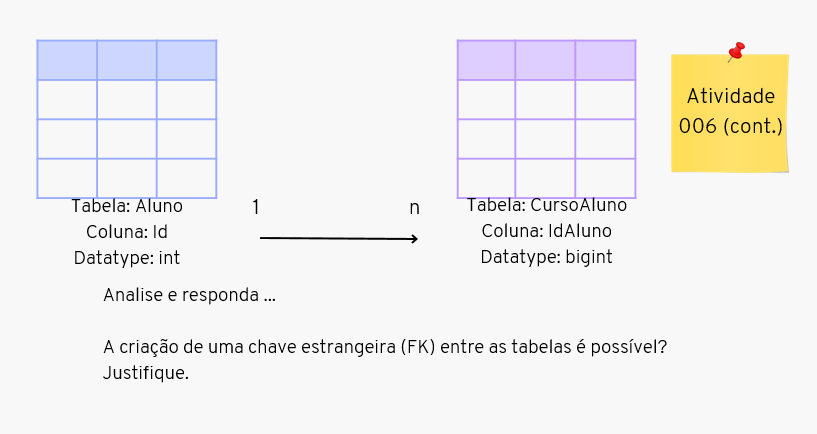 Atividade
006 (cont.)
Tabela: Aluno
Coluna: Id
Datatype: int
1
n
Tabela: CursoAluno
Coluna: IdAluno
Datatype: bigint
Analise e responda ...
A criação de uma chave estrangeira (FK) entre as tabelas é possível?
Justifique.